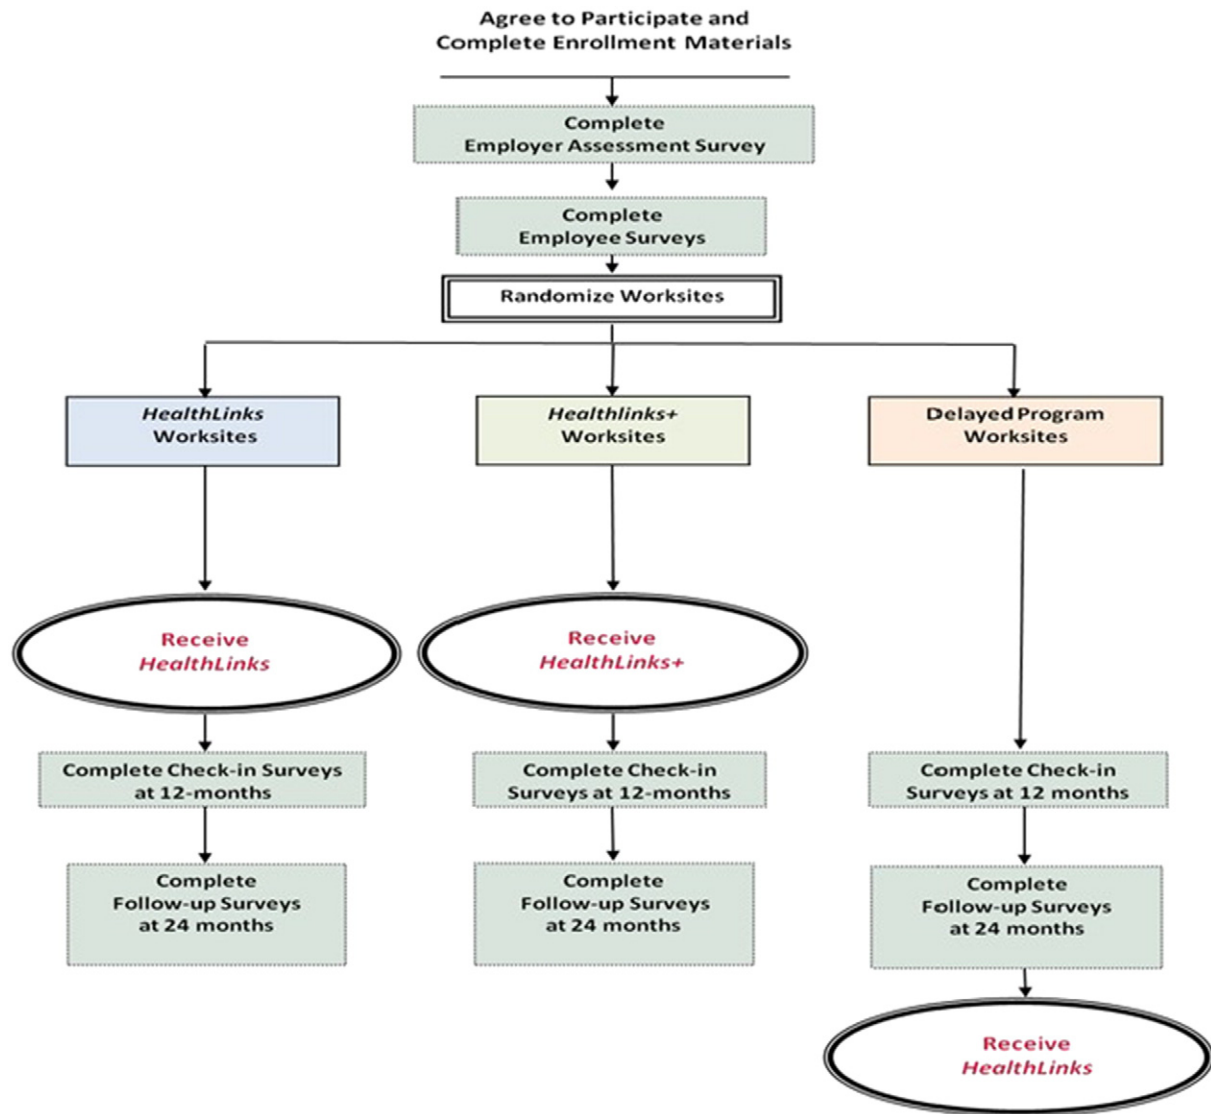 Agree to Participate and
Complete Enrollment Materials
Complete
Employer Assessment Survey
Complete
Employee Surveys
Randomize Worksites
HealthLinks
Worksites
Healthlinks+
Worksites
Delayed Program
Worksites
Receive
HealthLinks
Receive
HealthLinks+
Complete Check-in Surveys
at 12-months
Complete Check-in
Surveys at 12-months
Complete Check-in
Surveys at 12 months
Complete
Follow-up Surveys
at 24 months
Complete
Follow-up Surveys
at 24 months
Complete
Follow-up Surveys
at 24 months
Receive
HealthLinks